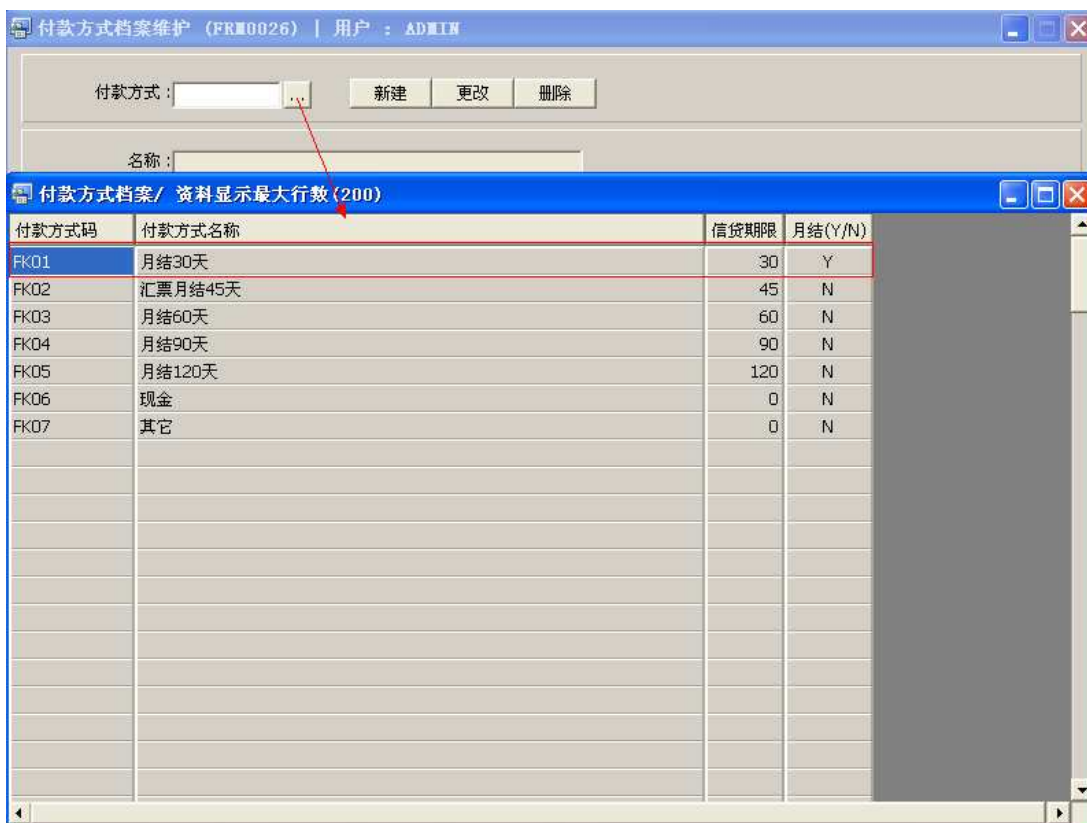 付款方式档案维护 (FRM0026) | 用户 : ADMIN
付款方式: ... 新建 更改 删除
名称:
付款方式档案/ 资料显示最大行数(200)
付款方式码 付款方式名称 信贷期限 月结(Y/N)
FK01 月结30天 30 Y
FK02 汇票月结45天 45 N
FK03 月结60天 60 N
FK04 月结90天 90 N
FK05 月结120天 120 N
FK06 现金 0 N
FK07 其它 0 N